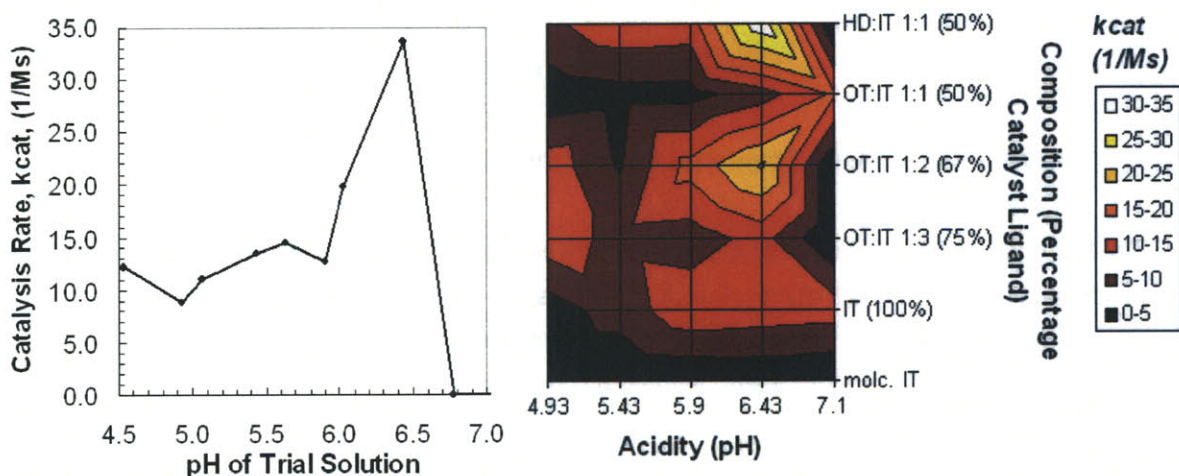 Catalysis Rate, kcat, (1/Ms)
35.0
30.0
25.0
20.0
15.0
10.0
5.0
0.0
4.5 5.0 5.5 6.0 6.5 7.0
pH of Trial Solution
HD:IT 1:1 (50%)
OT:IT 1:1 (50%)
OT:IT 1:2 (67%)
OT:IT 1:3 (75%)
IT (100%)
molc. IT
4.93 5.43 5.9 6.43 7.1
Acidity (pH)
Composition (Percentage
Catalyst Ligand)
kcat
(1/Ms)
30-35
25-30
20-25
15-20
10-15
5-10
0-5